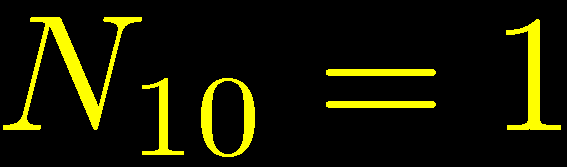 N₁₀ = 1